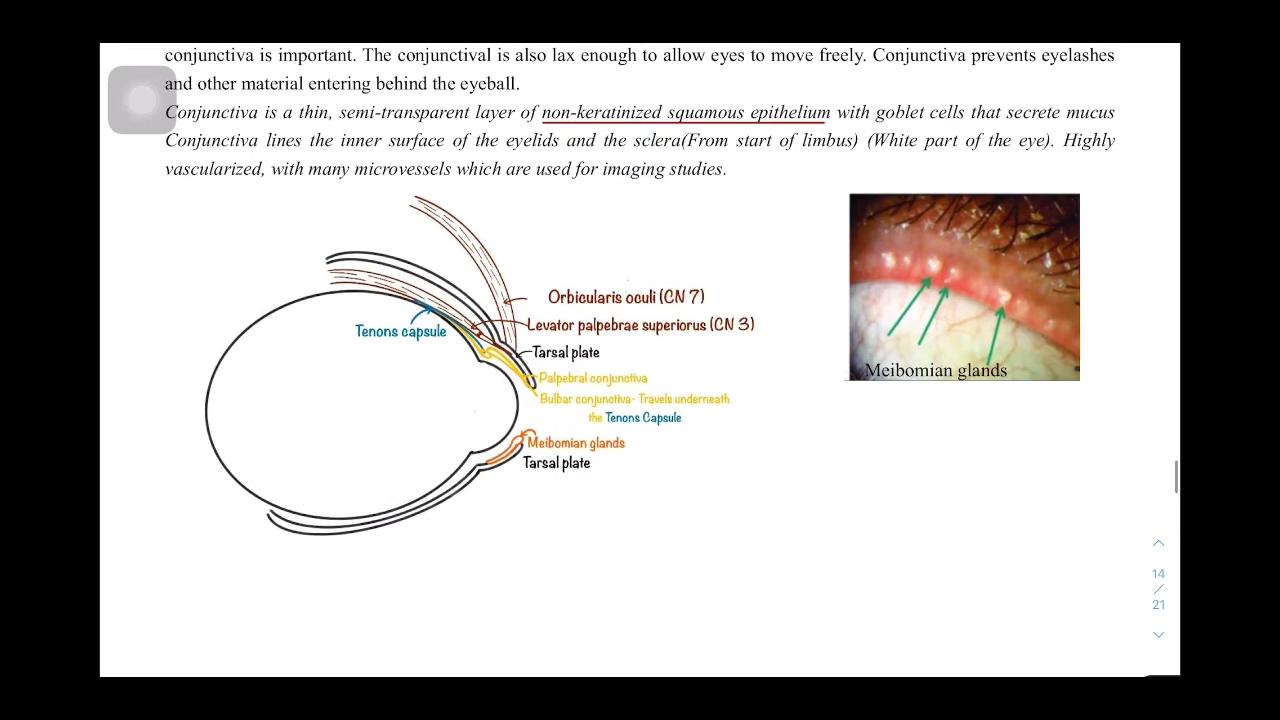 conjunctiva is important. The conjunctival is also lax enough to allow eyes to move freely. Conjunctiva prevents eyelashes
and other material entering behind the eyeball.
Conjunctiva is a thin, semi-transparent layer of non-keratinized squamous epithelium with goblet cells that secrete mucus
Conjunctiva lines the inner surface of the eyelids and the sclera(From start of limbus) (White part of the eye). Highly
vascularized, with many microvessels which are used for imaging studies.
Orbicularis oculi (CN 7)
Levator palpebrae superiorus (CN 3)
Tenons capsule
Tarsal plate
Palpebral conjunctiva
Bulbar conjunctiva- Travels underneath
the Tenons Capsule
Meibomian glands
Tarsal plate
Meibomian glands
14
/
21